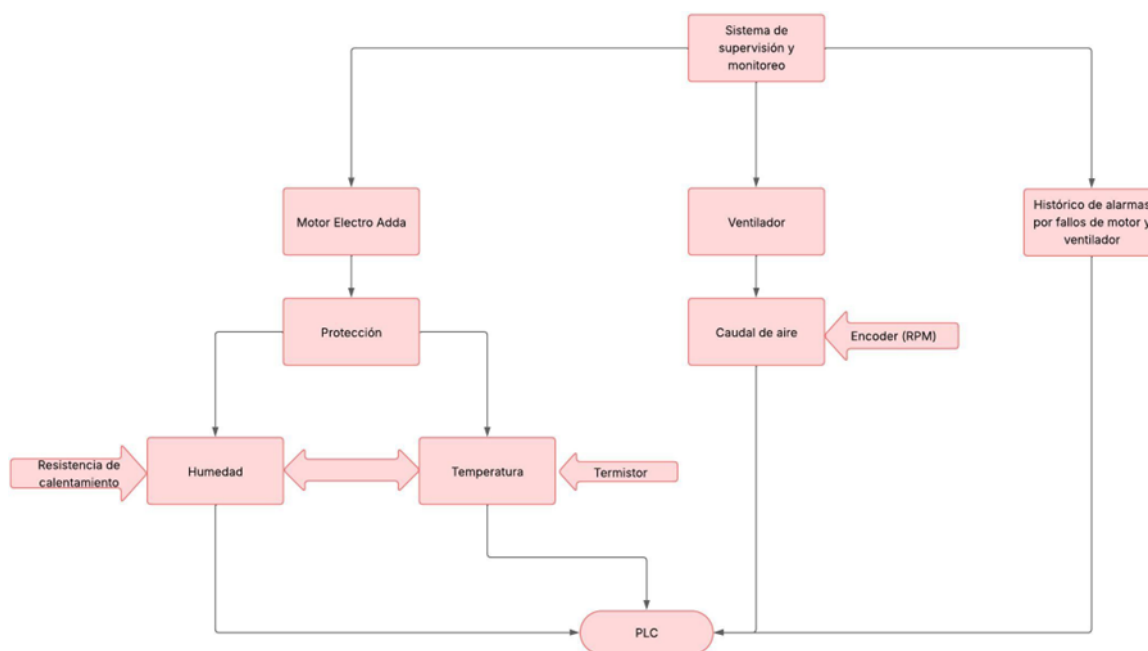 Sistema de
supervisión y
monitoreo
Motor Electro Adda
Ventilador
Histórico de alarmas
por fallos de motor y
ventilador
Protección
Caudal de aire
Encoder (RPM)
Resistencia de
calentamiento
Humedad
Temperatura
Termistor
PLC